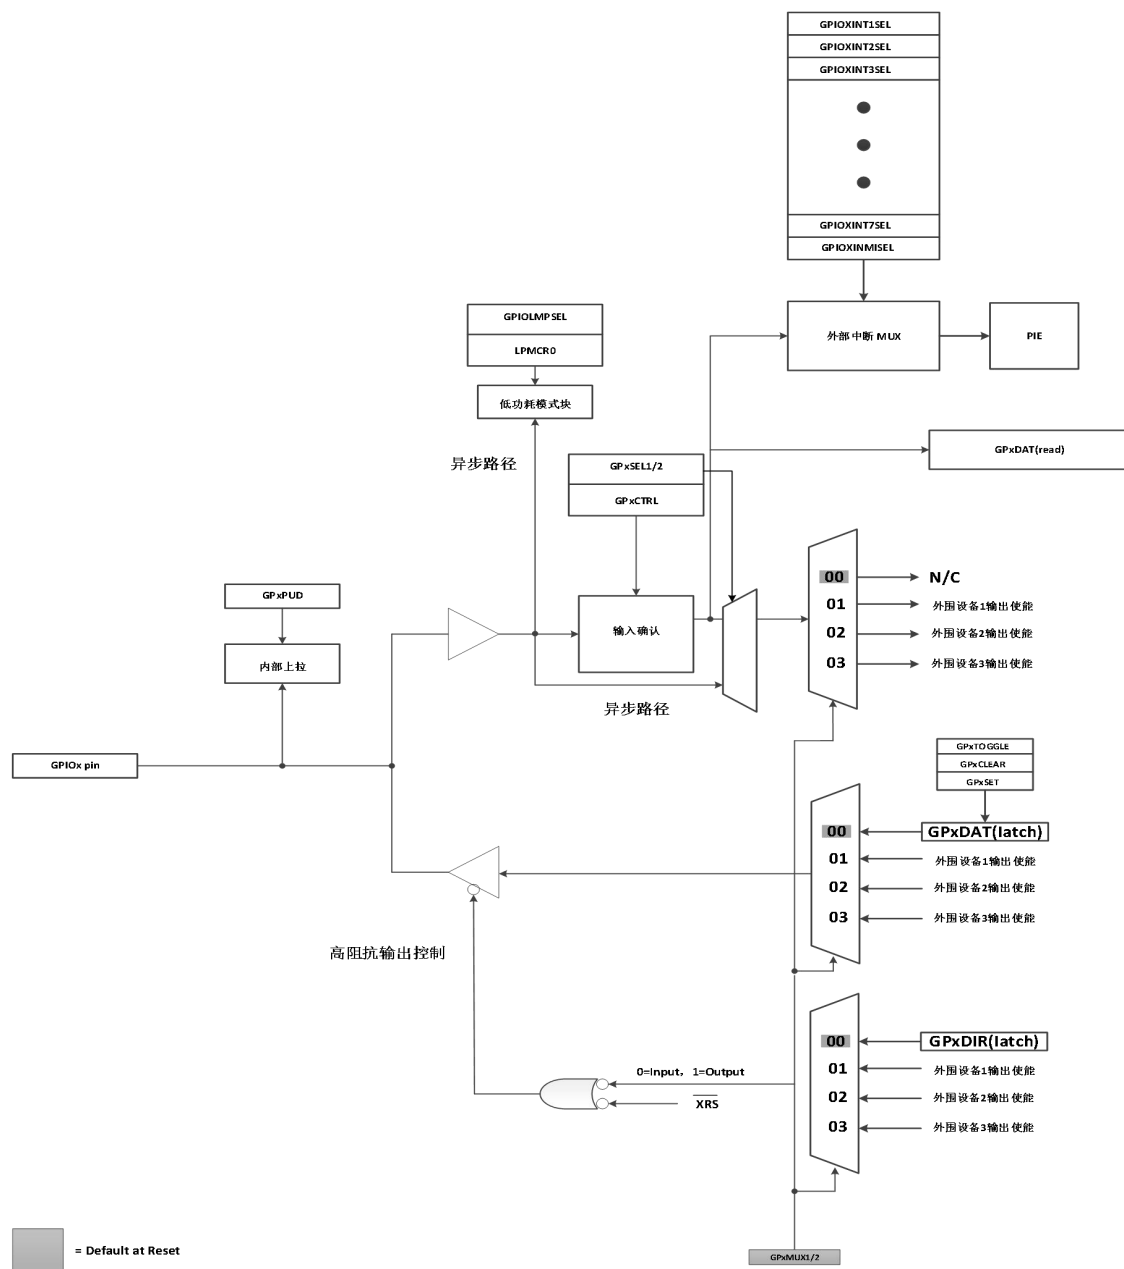 GPIOXINT1SEL
GPIOXINT2SEL
GPIOXINT3SEL
GPIOXINT7SEL
GPIOXINMISEL
GPIOLMPSEL
LPMCR0
外部中断 MUX
PIE
低功耗模式块
异步路径
GPxDAT(read)
GPxSEL1/2
GPxCTRL
00
N/C
01
外围设备1输出使能
02
外围设备2输出使能
03
外围设备3输出使能
GPxPUD
输入确认
内部上拉
异步路径
GPIOx pin
GPxTOGGLE
GPxCLEAR
GPxSET
00
GPxDAT(latch)
01
外围设备1输出使能
02
外围设备2输出使能
03
外围设备3输出使能
高阻抗输出控制
00
GPxDIR(latch)
01
外围设备1输出使能
02
外围设备2输出使能
03
外围设备3输出使能
0=Input，1=Output
XRS
= Default at Reset
GPxMUX1/2